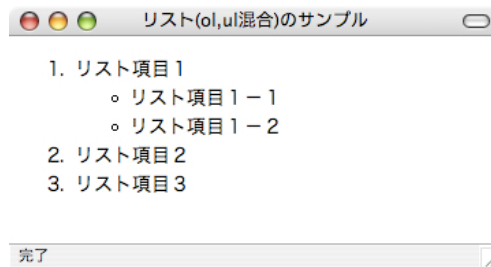 リスト(ol,ul混合)のサンプル
1. リスト項目1
◦ リスト項目1-1
◦ リスト項目1-2
2. リスト項目2
3. リスト項目3
完了